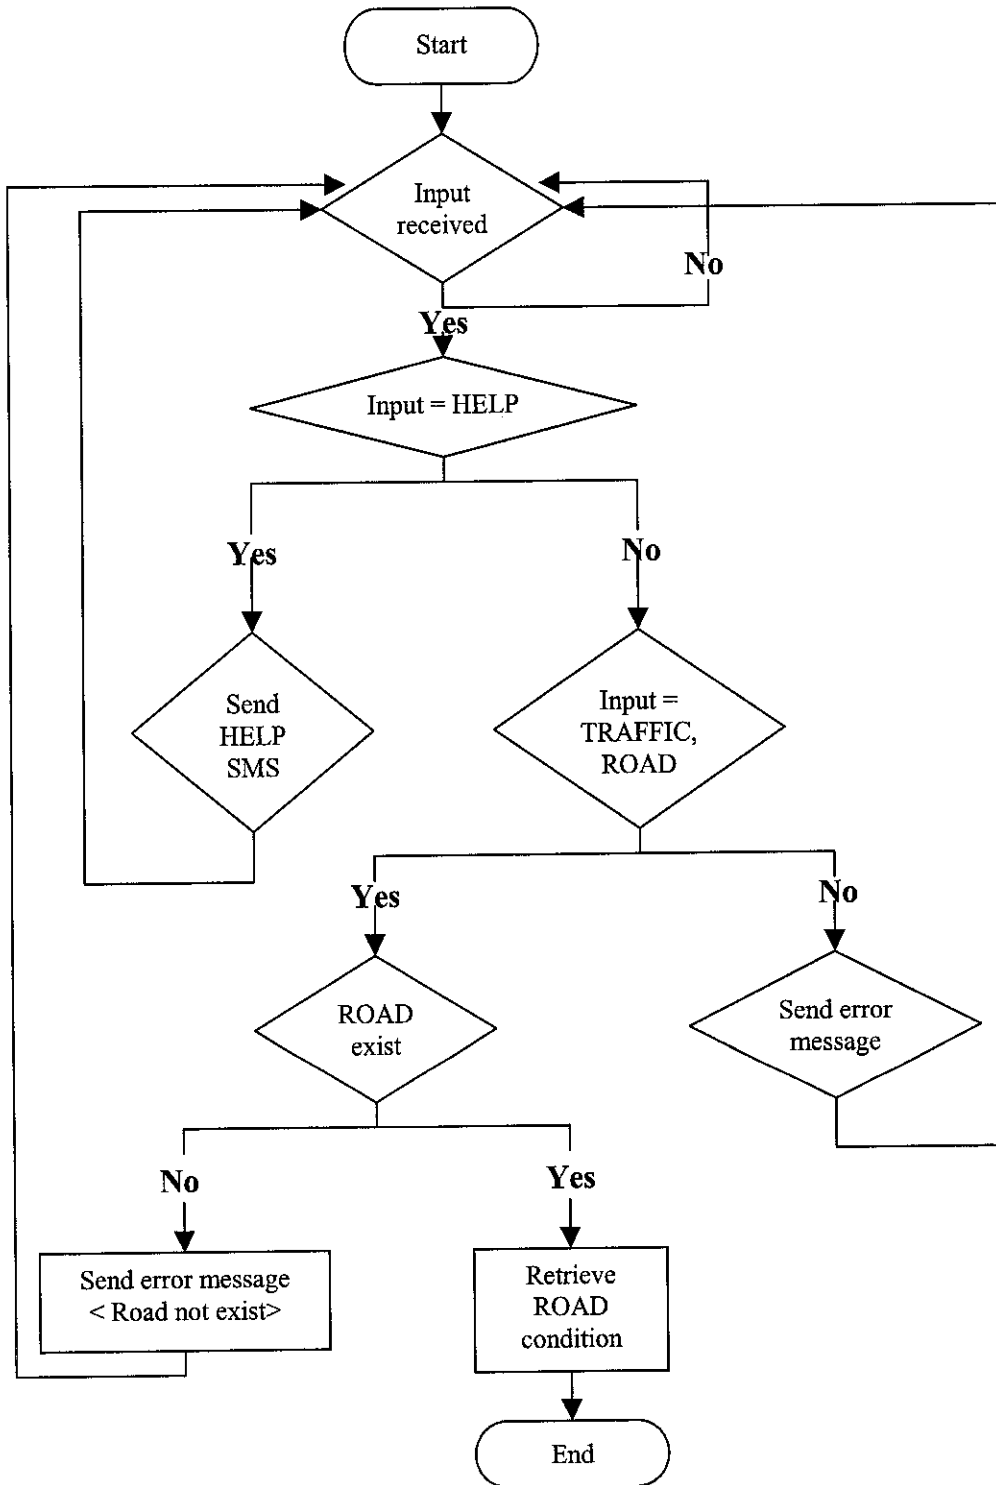 Start
Input
received
No
Yes
Input = HELP
Yes
No
Send
HELP
SMS
Input =
TRAFFIC,
ROAD
Yes
No
ROAD
exist
Send error
message
No
Yes
Send error message
< Road not exist>
Retrieve
ROAD
condition
End